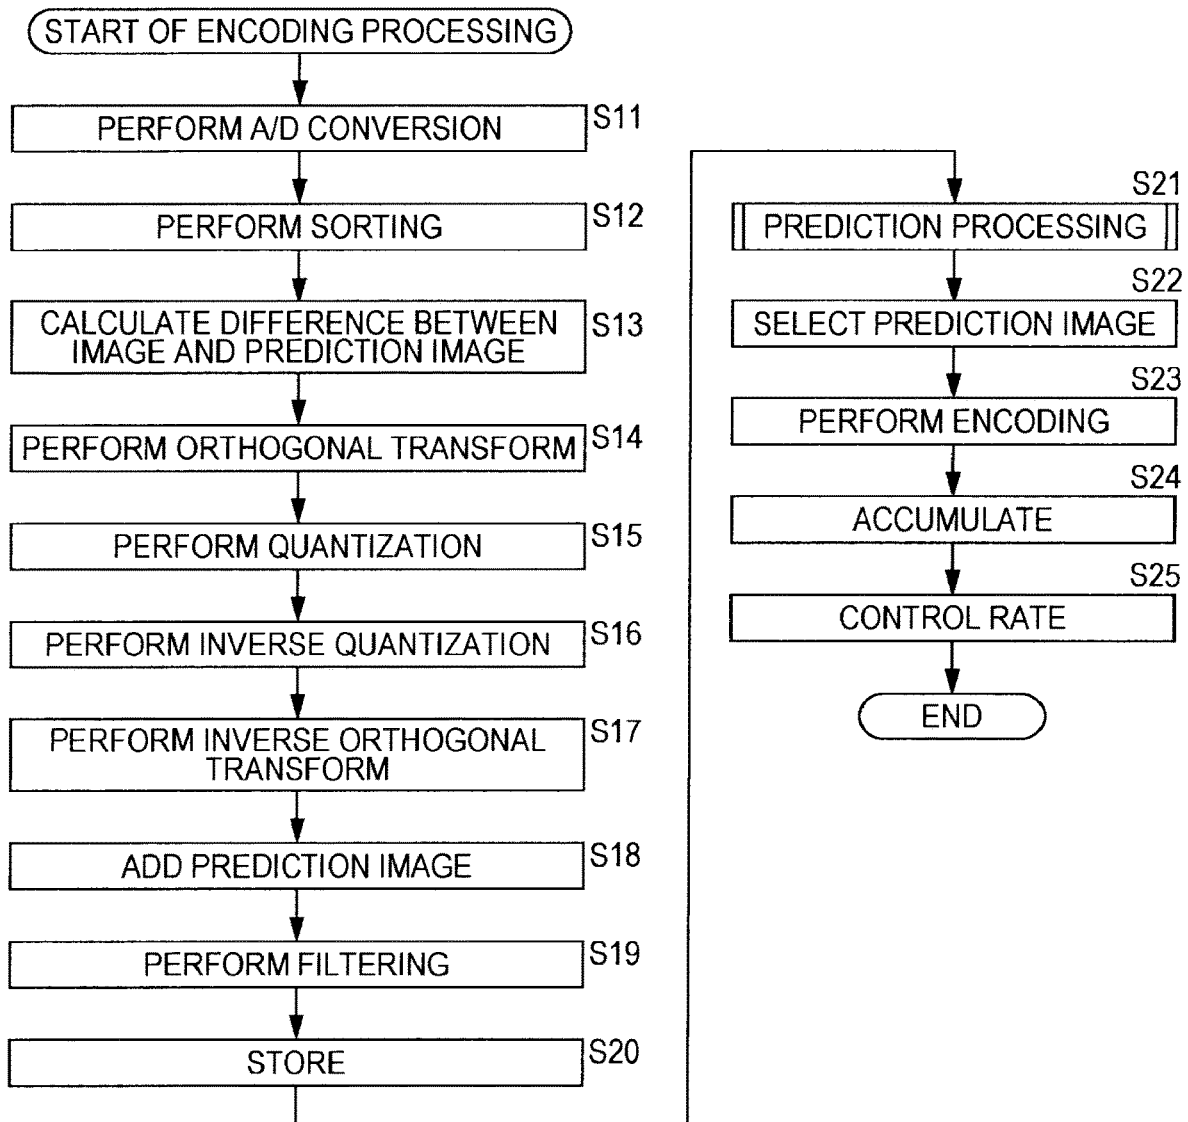 START OF ENCODING PROCESSING
PERFORM A/D CONVERSION
S11
PERFORM SORTING
S12
CALCULATE DIFFERENCE BETWEEN
IMAGE AND PREDICTION IMAGE
S13
PERFORM ORTHOGONAL TRANSFORM
S14
PERFORM QUANTIZATION
S15
PERFORM INVERSE QUANTIZATION
S16
PERFORM INVERSE ORTHOGONAL
TRANSFORM
S17
ADD PREDICTION IMAGE
S18
PERFORM FILTERING
S19
STORE
S20
S21
PREDICTION PROCESSING
S22
SELECT PREDICTION IMAGE
S23
PERFORM ENCODING
S24
ACCUMULATE
S25
CONTROL RATE
END